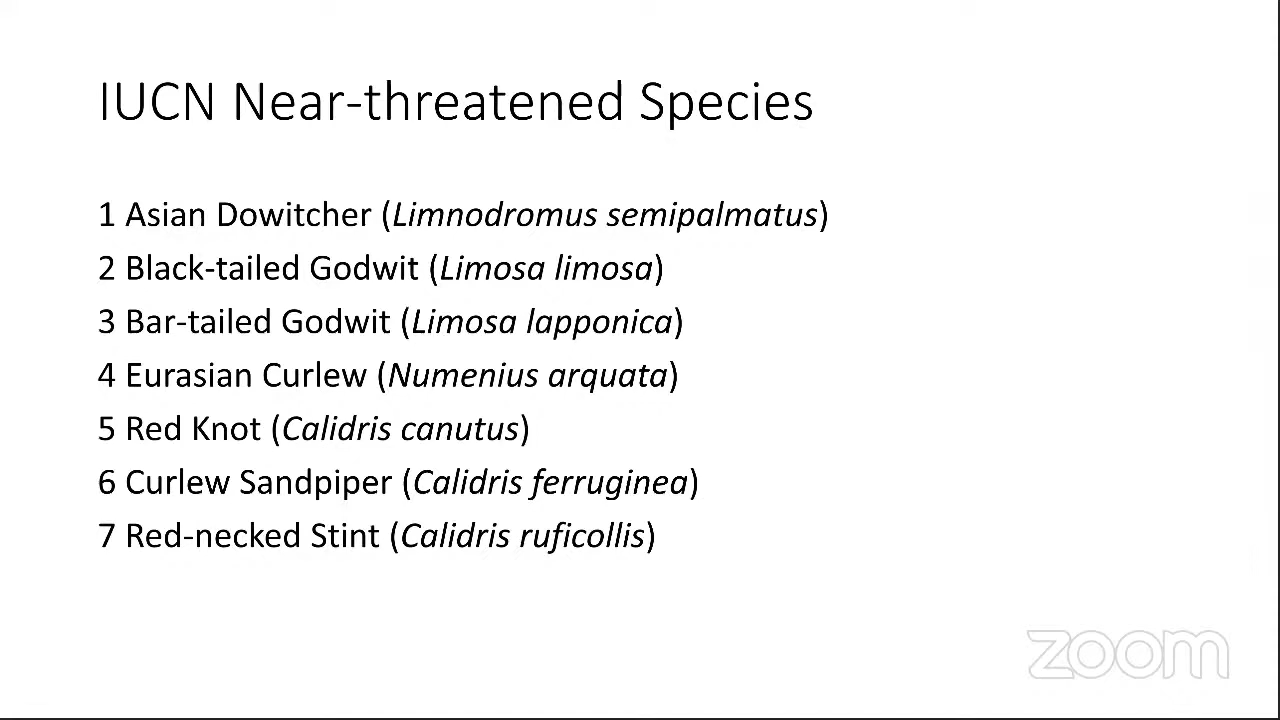 IUCN Near-threatened Species
1 Asian Dowitcher (Limnodromus semipalmatus)
2 Black-tailed Godwit (Limosa limosa)
3 Bar-tailed Godwit (Limosa lapponica)
4 Eurasian Curlew (Numenius arquata)
5 Red Knot (Calidris canutus)
6 Curlew Sandpiper (Calidris ferruginea)
7 Red-necked Stint (Calidris ruficollis)
zoom